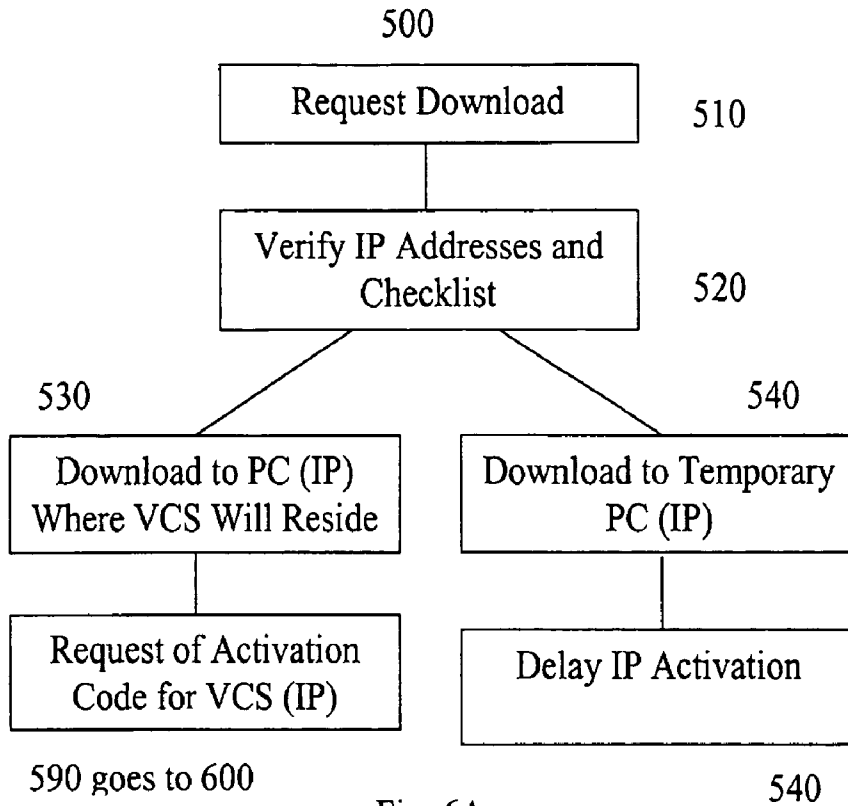 500
Request Download
510
Verify IP Addresses and
Checklist
520
530
540
Download to PC (IP)
Where VCS Will Reside
Download to Temporary
PC (IP)
Request of Activation
Code for VCS (IP)
Delay IP Activation
590 goes to 600
540
Fig. 6A